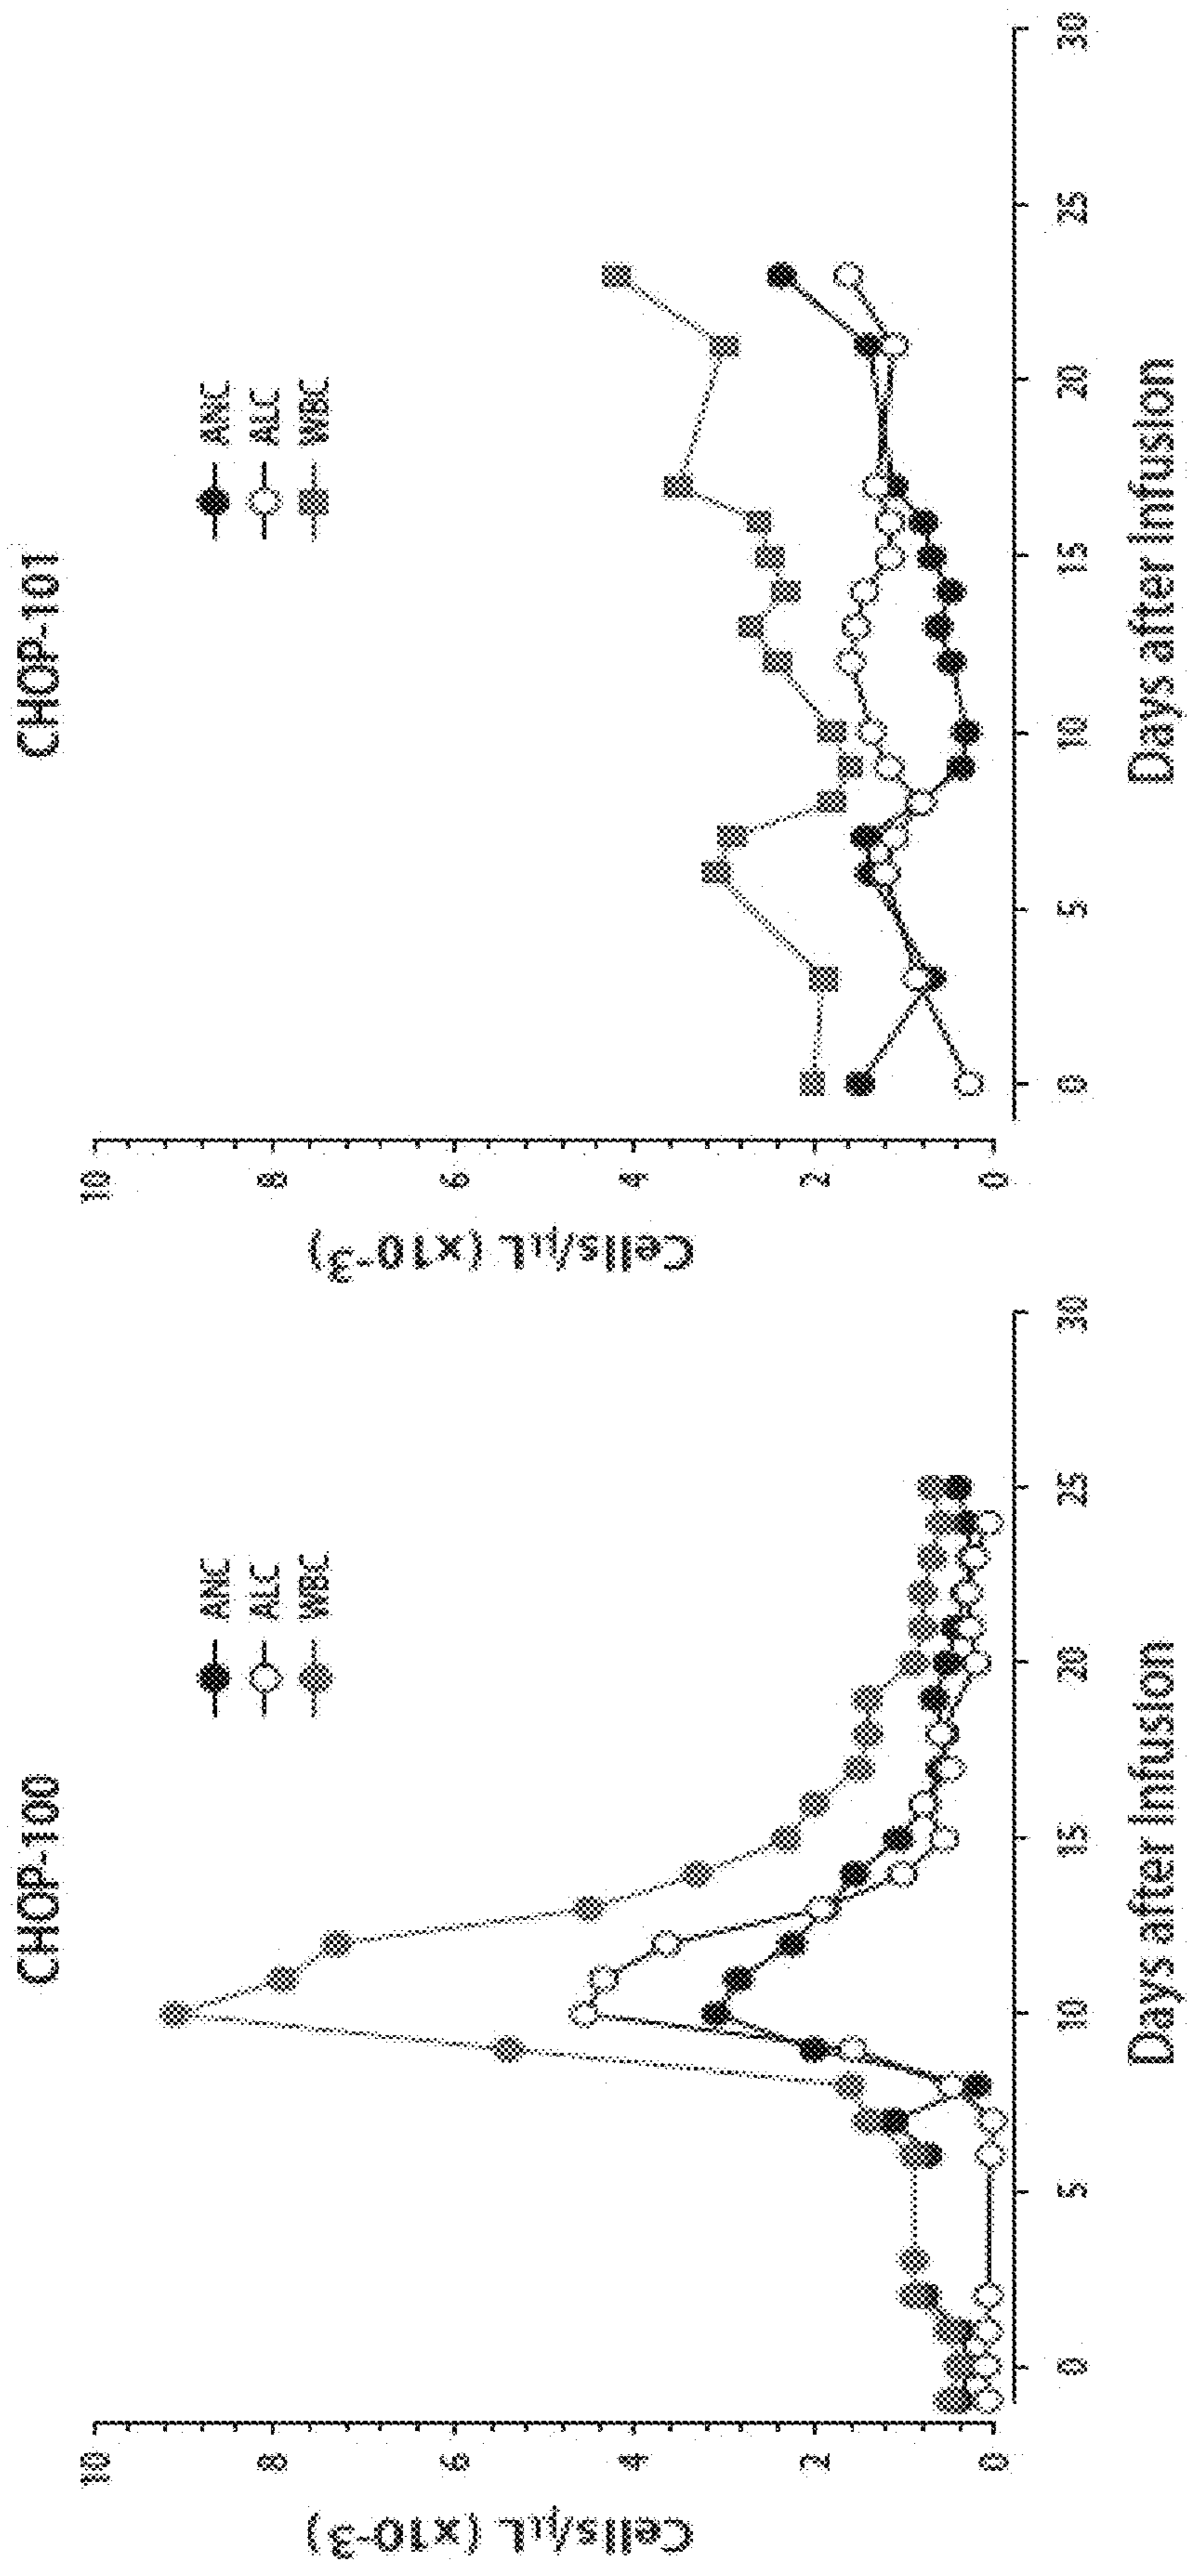 CHOP-100
Cells/µL (x10⁻³)
10
8
6
4
2
0
ANC
ALC
WBC
0 5 10 15 20 25 30
Days after Infusion
CHOP-101
Cells/µL (x10⁻³)
10
8
6
4
2
0
ANC
ALC
WBC
0 5 10 15 20 25 30
Days after Infusion